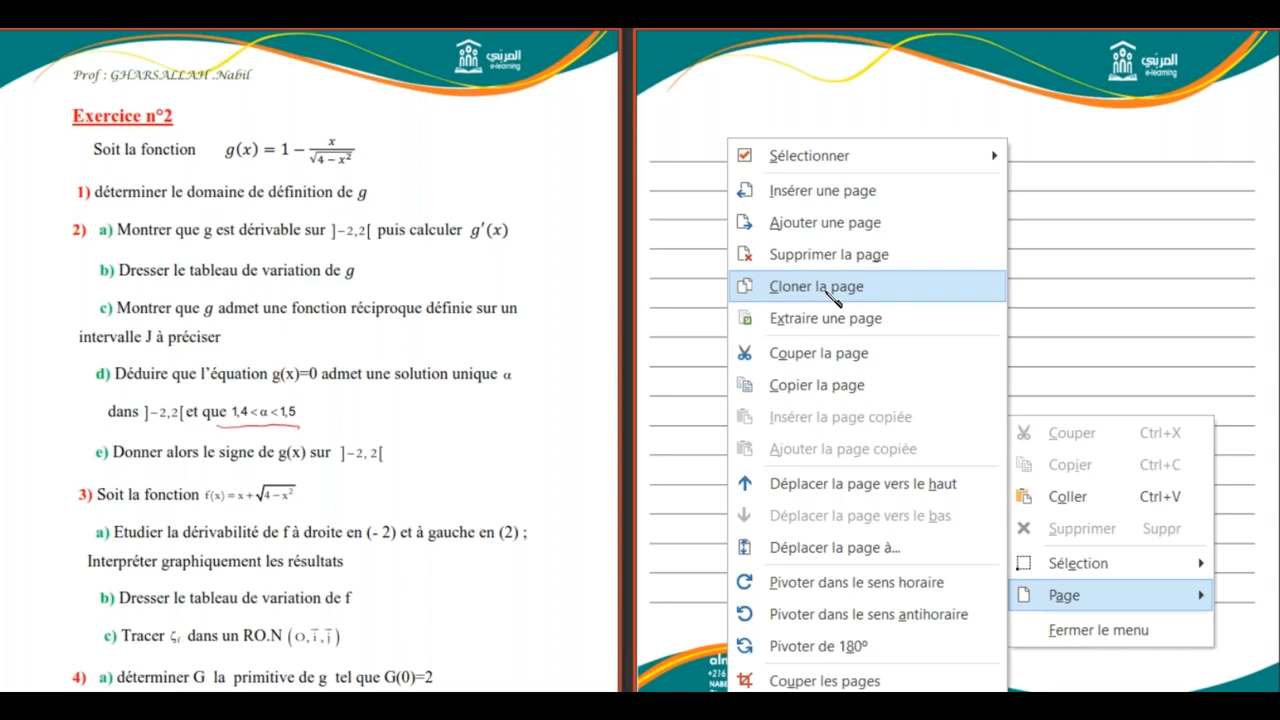 Prof : GHARSALLAH .Nabil
المربّي
e-learning
Exercice n°2
Soit la fonction g(x) = 1 − x/√(4 − x²)
1) déterminer le domaine de définition de g
2) a) Montrer que g est dérivable sur ]−2,2[ puis calculer g′(x)
b) Dresser le tableau de variation de g
c) Montrer que g admet une fonction réciproque définie sur un
intervalle J à préciser
d) Déduire que l’équation g(x)=0 admet une solution unique α
dans ]−2,2[ et que 1,4 < α < 1,5
e) Donner alors le signe de g(x) sur ]−2, 2[
3) Soit la fonction f(x) = x + √(4 − x²)
a) Etudier la dérivabilité de f à droite en (- 2) et à gauche en (2) ;
Interpréter graphiquement les résultats
b) Dresser le tableau de variation de f
c) Tracer ζf dans un RO.N (O, i⃗, j⃗)
4) a) déterminer G la primitive de g tel que G(0)=2
المربّي
e-learning
Sélectionner
Insérer une page
Ajouter une page
Supprimer la page
Cloner la page
Extraire une page
Couper la page
Copier la page
Insérer la page copiée
Ajouter la page copiée
Déplacer la page vers le haut
Déplacer la page vers le bas
Déplacer la page à...
Pivoter dans le sens horaire
Pivoter dans le sens antihoraire
Pivoter de 180º
Couper les pages
Couper Ctrl+X
Copier Ctrl+C
Coller Ctrl+V
Supprimer Suppr
Sélection
Page
Fermer le menu
+216